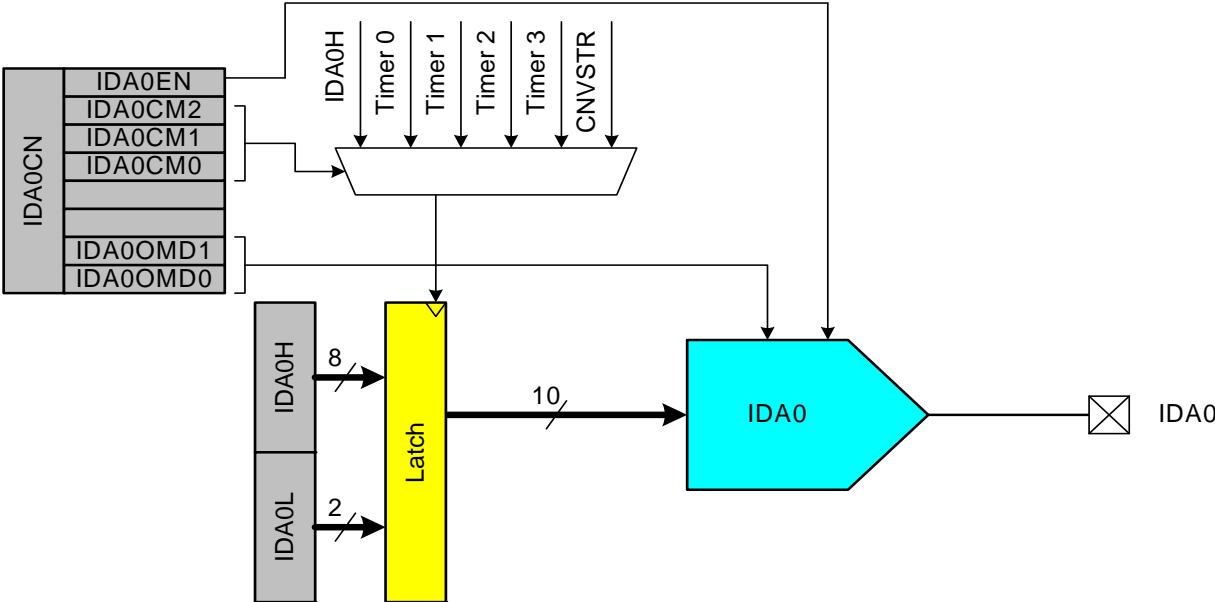 IDA0CN
IDA0EN
IDA0CM2
IDA0CM1
IDA0CM0
IDA0OMD1
IDA0OMD0
IDA0H
Timer 0
Timer 1
Timer 2
Timer 3
CNVSTR
IDA0H
8
IDA0L
2
Latch
10
IDA0
IDA0